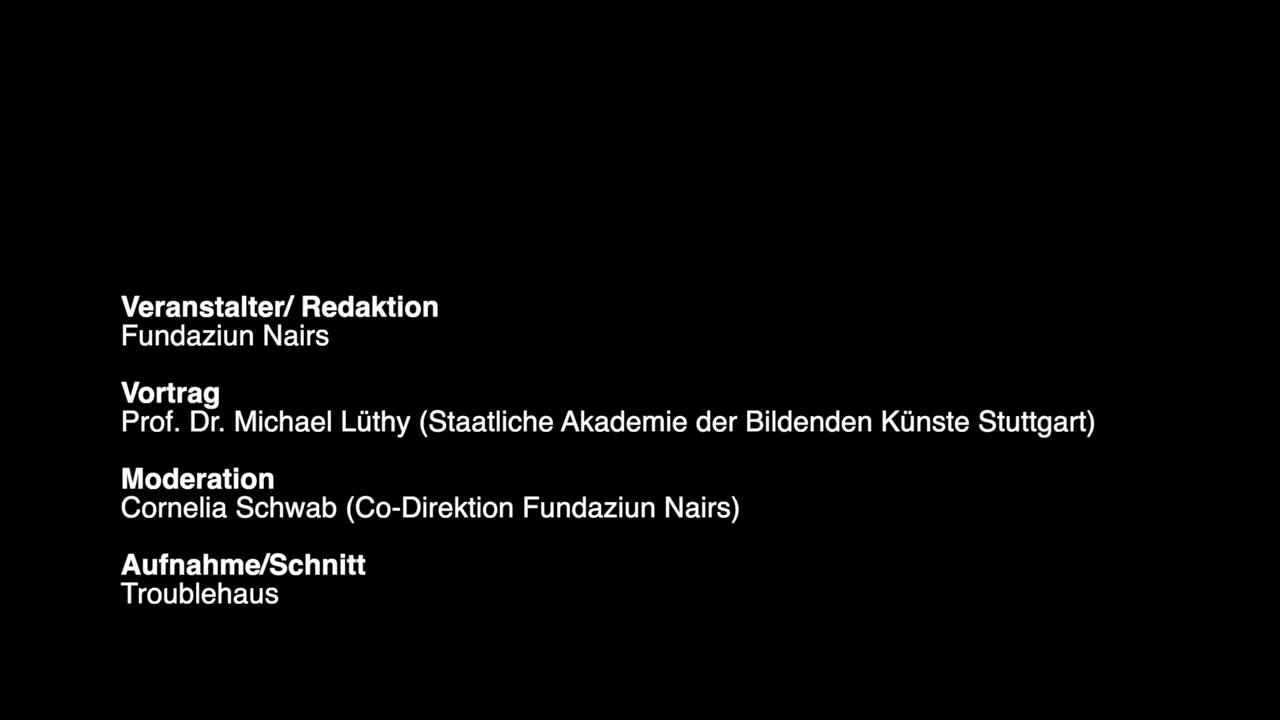 Veranstalter/ Redaktion
Fundaziun Nairs
Vortrag
Prof. Dr. Michael Lüthy (Staatliche Akademie der Bildenden Künste Stuttgart)
Moderation
Cornelia Schwab (Co-Direktion Fundaziun Nairs)
Aufnahme/Schnitt
Troublehaus